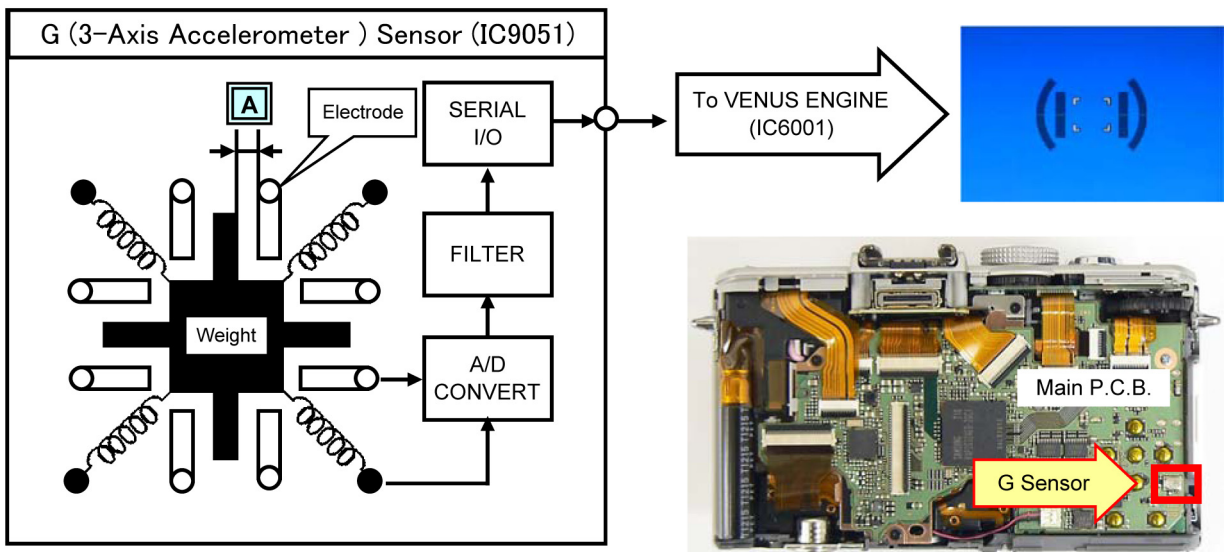 G (3-Axis Accelerometer ) Sensor (IC9051)
A
Electrode
SERIAL
I/O
To VENUS ENGINE
(IC6001)
FILTER
Weight
A/D
CONVERT
Main P.C.B.
G Sensor